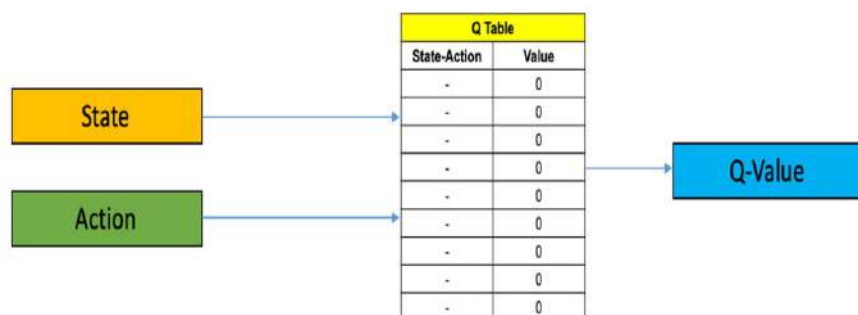 Q Table
State-Action Value
- 0
- 0
State
- 0
- 0
Q-Value
- 0
Action
- 0
- 0
- 0
- 0